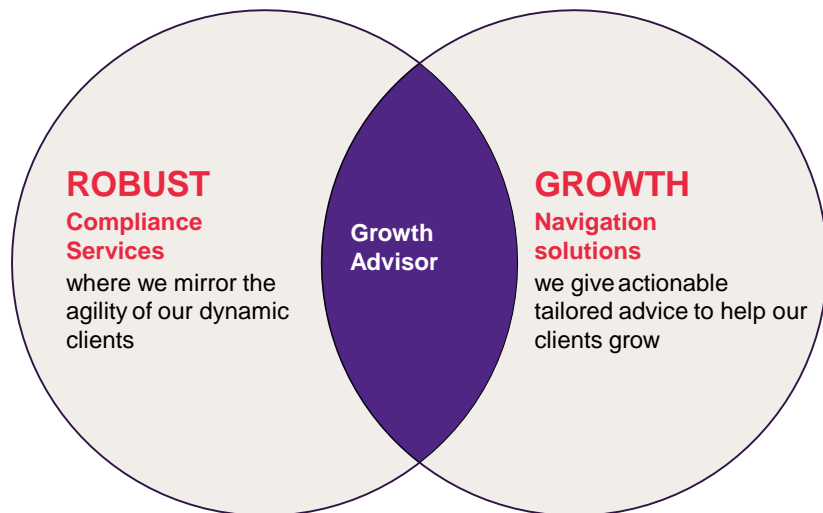 ROBUST
Compliance
Services
where we mirror the
agility of our dynamic
clients
Growth
Advisor
GROWTH
Navigation
solutions
we give actionable
tailored advice to help our
clients grow